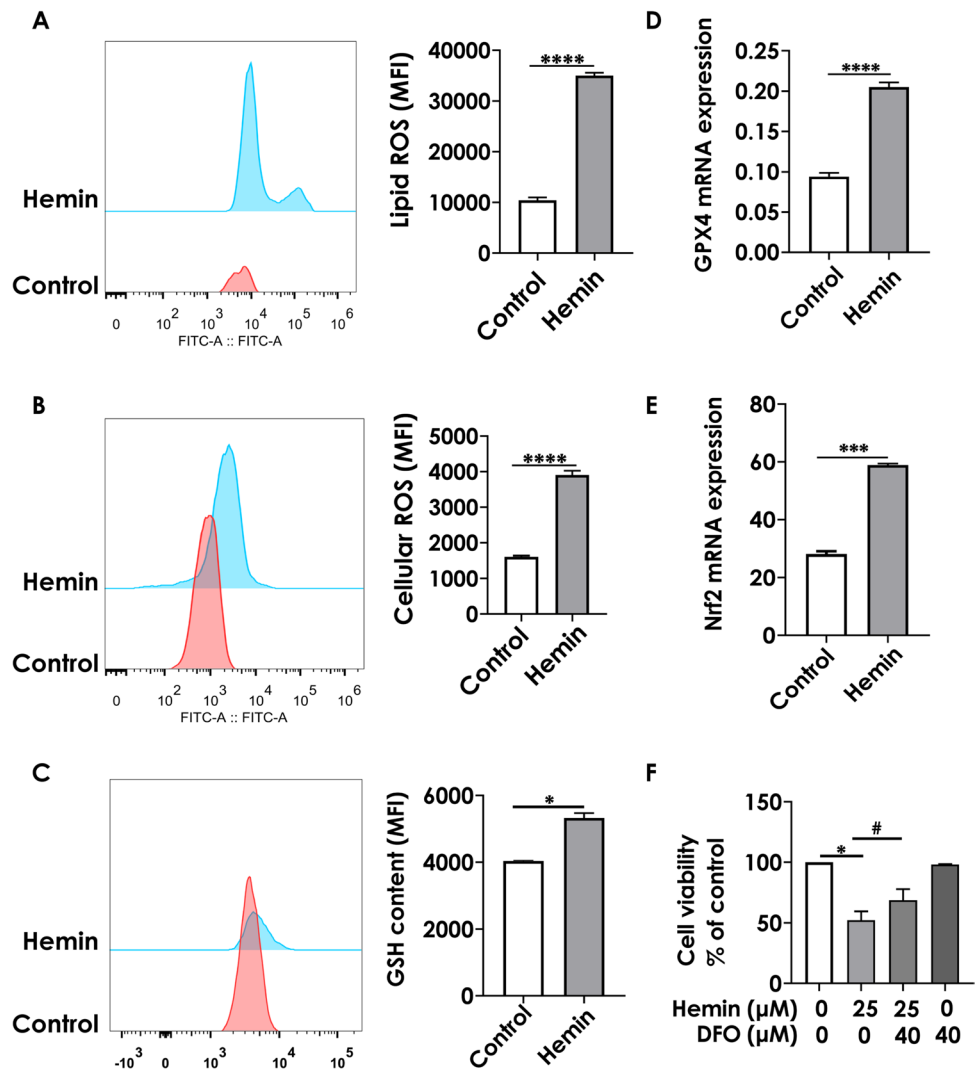 A
Hemin
Control
0 10^2 10^3 10^4 10^5 10^6
FITC-A :: FITC-A
Lipid ROS (MFI)
40000
30000
20000
10000
0
****
Control
Hemin
D
GPX4 mRNA expression
0.25
0.20
0.15
0.10
0.05
0.00
****
Control
Hemin
B
Hemin
Control
0 10^2 10^3 10^4 10^5 10^6
FITC-A :: FITC-A
Cellular ROS (MFI)
5000
4000
3000
2000
1000
0
****
Control
Hemin
E
Nrf2 mRNA expression
80
60
40
20
0
***
Control
Hemin
C
Hemin
Control
-10^3 0 10^3 10^4 10^5
GSH content (MFI)
6000
4000
2000
0
*
Control
Hemin
F
Cell viability
% of control
150
100
50
0
*
#
Hemin (μM) 0 25 25 0
DFO (μM) 0 0 40 40